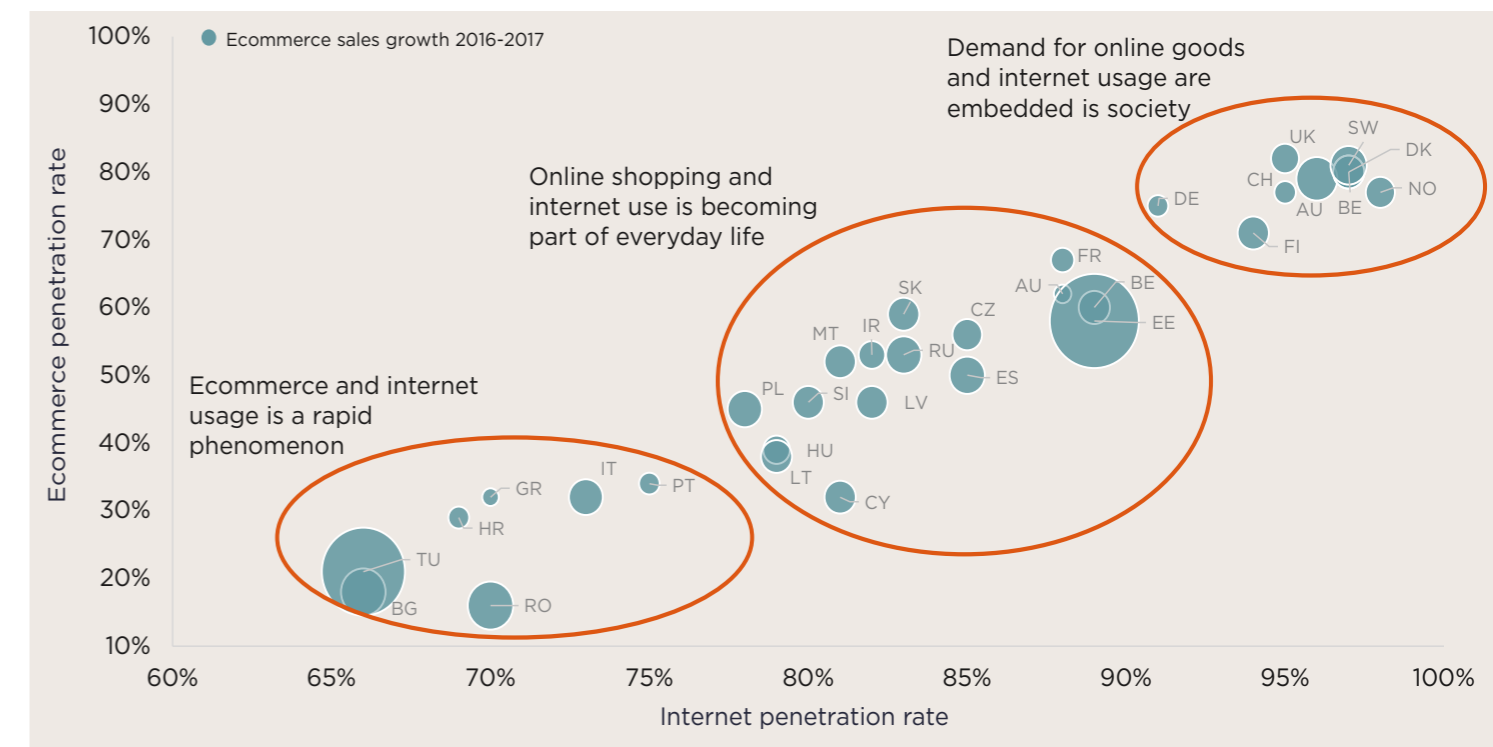 Ecommerce sales growth 2016-2017
Demand for online goods
and internet usage are
embedded is society
Online shopping and
internet use is becoming
part of everyday life
Ecommerce and internet
usage is a rapid
phenomenon
Ecommerce penetration rate
100%
90%
80%
70%
60%
50%
40%
30%
20%
10%
UK
SW
DK
CH
DE
AU
BE
NO
FI
FR
AU
BE
SK
CZ
EE
IR
MT
RU
ES
PL
SI
LV
HU
LT
CY
IT
GR
PT
HR
TU
BG
RO
60%
65%
70%
75%
80%
85%
90%
95%
100%
Internet penetration rate